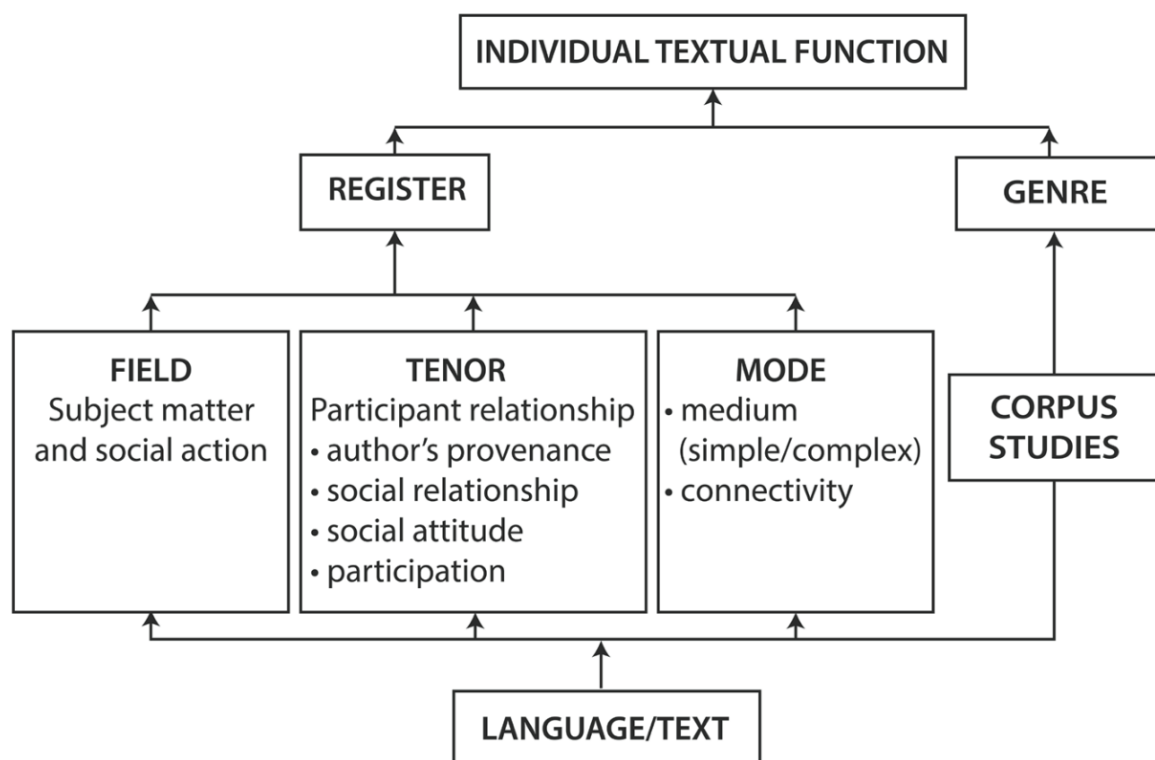 INDIVIDUAL TEXTUAL FUNCTION
REGISTER
GENRE
FIELD
Subject matter
and social action
TENOR
Participant relationship
• author’s provenance
• social relationship
• social attitude
• participation
MODE
• medium
(simple/complex)
• connectivity
CORPUS
STUDIES
LANGUAGE/TEXT